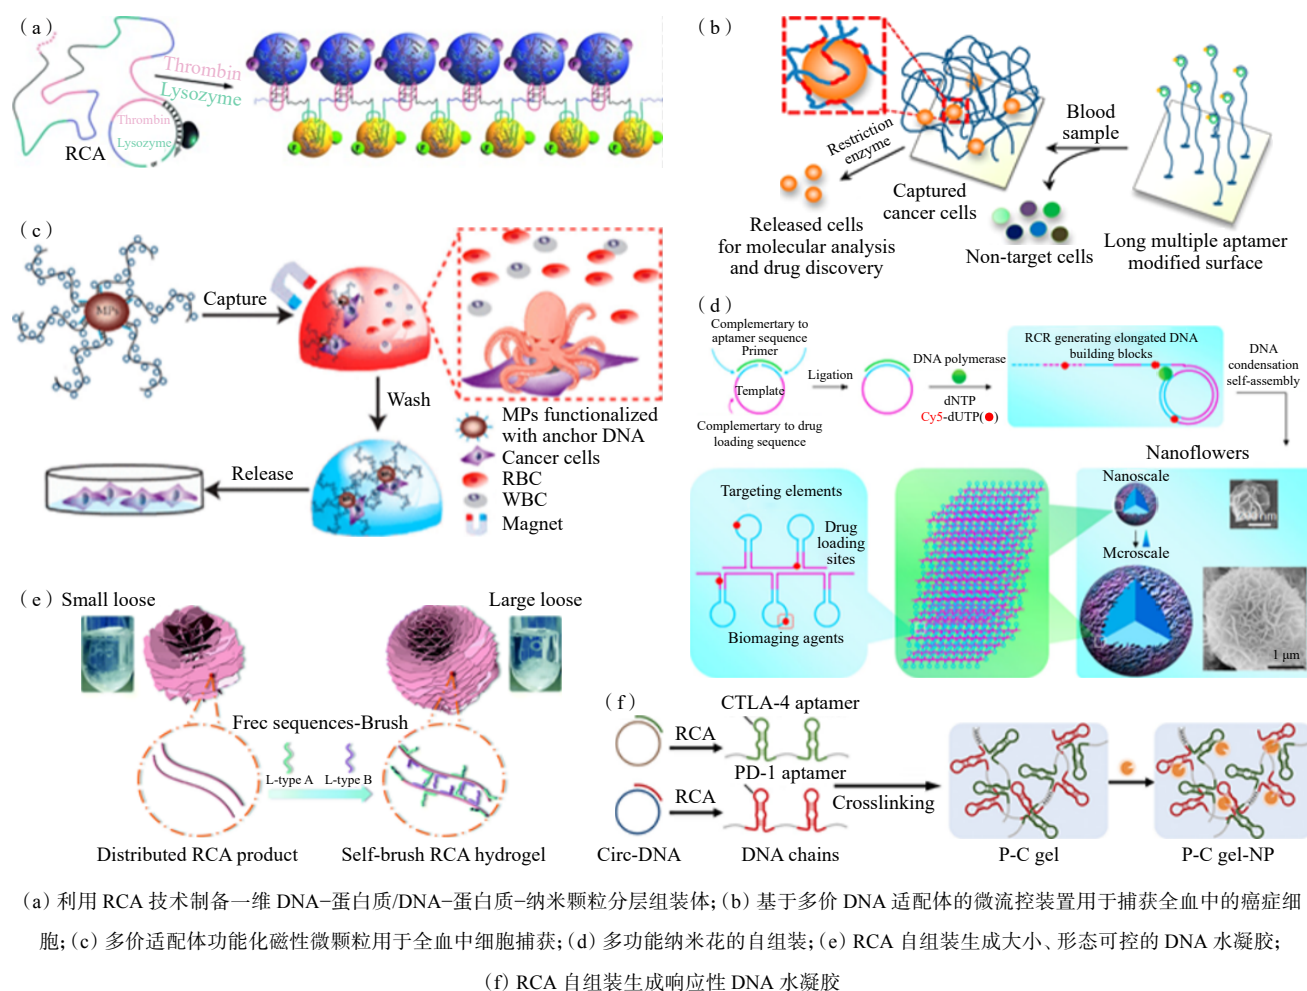 (a)
Thrombin
Lysozyme
Thrombin
Lysozyme
RCA
(b)
Restriction
enzyme
Blood
sample
Captured
cancer cells
Released cells
for molecular analysis
and drug discovery
Non-target cells
Long multiple aptamer
modified surface
(c)
MPs
Capture
Wash
Release
MPs functionalized
with anchor DNA
Cancer cells
RBC
WBC
Magnet
RBC
WBC
(d)
Complemertary to
aptamer sequence
Primer
Template
Complemertary to drug
loading sequence
Ligation
DNA polymerase
dNTP
Cy5-dUTP(●)
RCR generating elongated DNA
building blocks
DNA
condensation
self-assembly
Nanoflowers
Nanoscale
Mcroscale
1 μm
Targeting elements
Drug
loading
sites
Biomaging agents
(e)
Small loose
Large loose
Frec sequences-Brush
L-type A
L-type B
Distributed RCA product
Self-brush RCA hydrogel
(f)
CTLA-4 aptamer
RCA
PD-1 aptamer
RCA
Crosslinking
Circ-DNA
DNA chains
P-C gel
P-C gel-NP
(a) 利用 RCA 技术制备一维 DNA−蛋白质/DNA−蛋白质−纳米颗粒分层组装体; (b) 基于多价 DNA 适配体的微流控装置用于捕获全血中的癌症细
胞; (c) 多价适配体功能化磁性微颗粒用于全血中细胞捕获; (d) 多功能纳米花的自组装; (e) RCA 自组装生成大小、形态可控的 DNA 水凝胶;
(f) RCA 自组装生成响应性 DNA 水凝胶